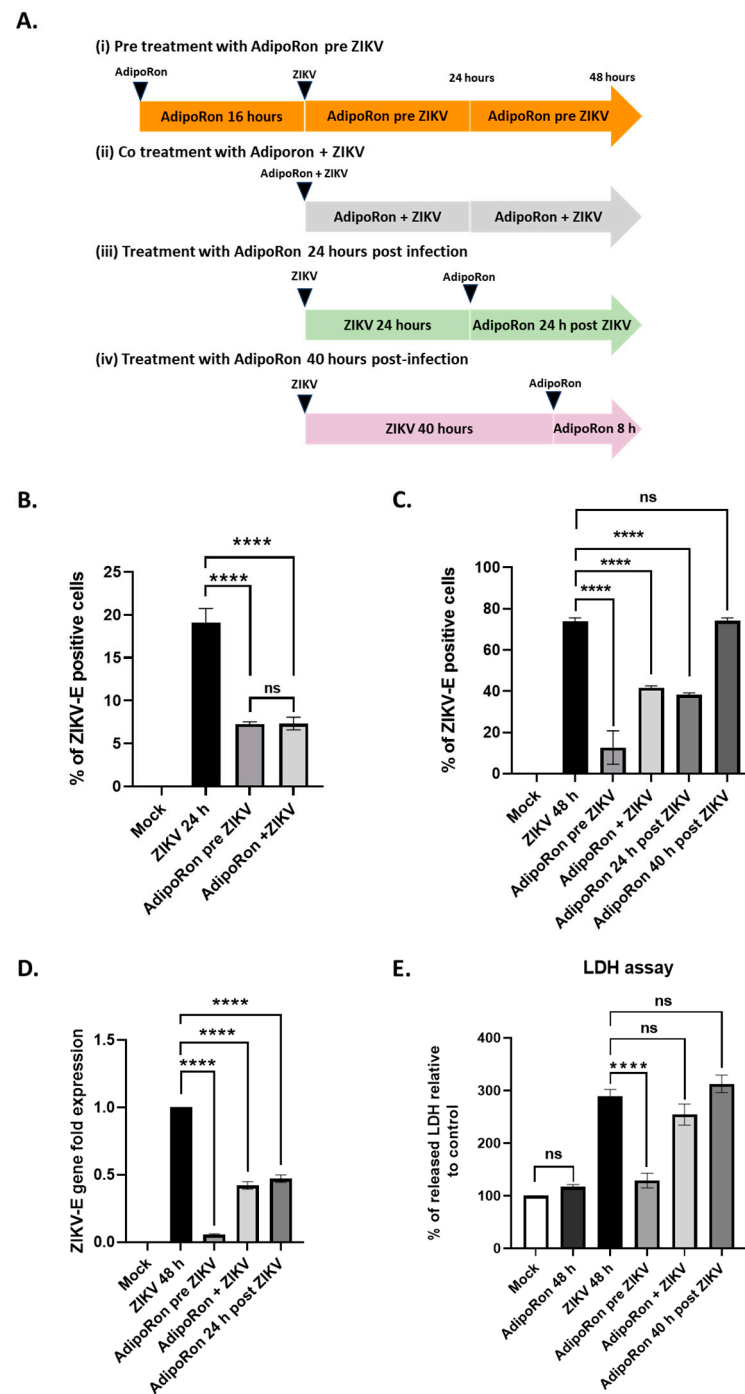 A.
(i) Pre treatment with AdipoRon pre ZIKV
AdipoRon
ZIKV
24 hours
48 hours
AdipoRon 16 hours
AdipoRon pre ZIKV
AdipoRon pre ZIKV
(ii) Co treatment with Adiporon + ZIKV
AdipoRon + ZIKV
AdipoRon + ZIKV
AdipoRon + ZIKV
(iii) Treatment with AdipoRon 24 hours post infection
ZIKV
AdipoRon
ZIKV 24 hours
AdipoRon 24 h post ZIKV
(iv) Treatment with AdipoRon 40 hours post-infection
ZIKV
AdipoRon
ZIKV 40 hours
AdipoRon 8 h
B.
% of ZIKV-E positive cells
25
20
15
10
5
0
****
****
ns
Mock
ZIKV 24 h
AdipoRon pre ZIKV
AdipoRon +ZIKV
C.
% of ZIKV-E positive cells
100
80
60
40
20
0
ns
****
****
****
Mock
ZIKV 48 h
AdipoRon pre ZIKV
AdipoRon + ZIKV
AdipoRon 24 h post ZIKV
AdipoRon 40 h post ZIKV
D.
ZIKV-E gene fold expression
1.5
1.0
0.5
0.0
****
****
****
Mock
ZIKV 48 h
AdipoRon pre ZIKV
AdipoRon + ZIKV
AdipoRon 24 h post ZIKV
E.
LDH assay
% of released LDH relative
to control
400
300
200
100
0
ns
ns
****
ns
Mock
AdipoRon 48 h
ZIKV 48 h
AdipoRon pre ZIKV
AdipoRon + ZIKV
AdipoRon 40 h post ZIKV